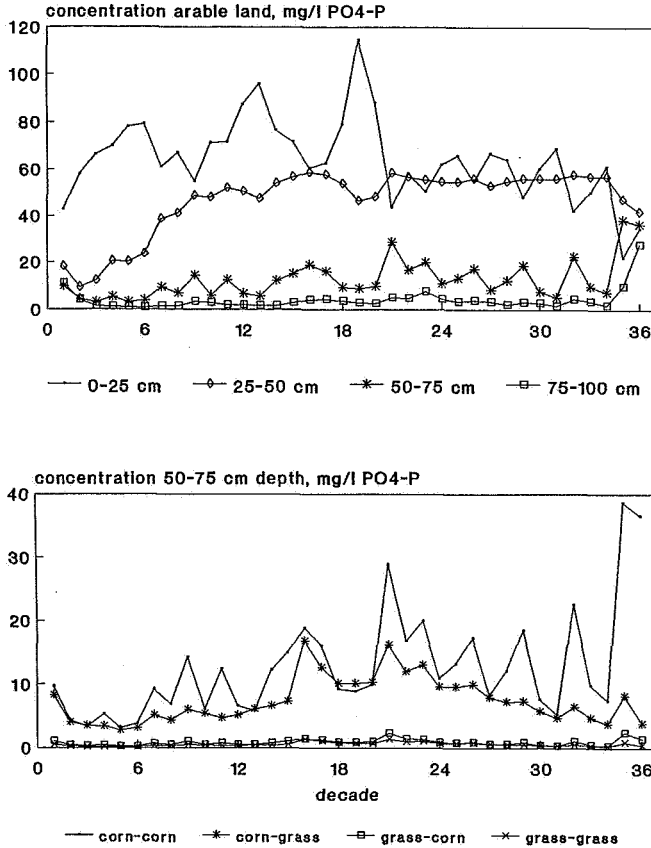 concentration arable land, mg/l PO4-P
120
100
80
60
40
20
0
0 6 12 18 24 30 36
0-25 cm 25-50 cm 50-75 cm 75-100 cm
concentration 50-75 cm depth, mg/l PO4-P
40
30
20
10
0
0 6 12 18 24 30 36
decade
corn-corn corn-grass grass-corn grass-grass